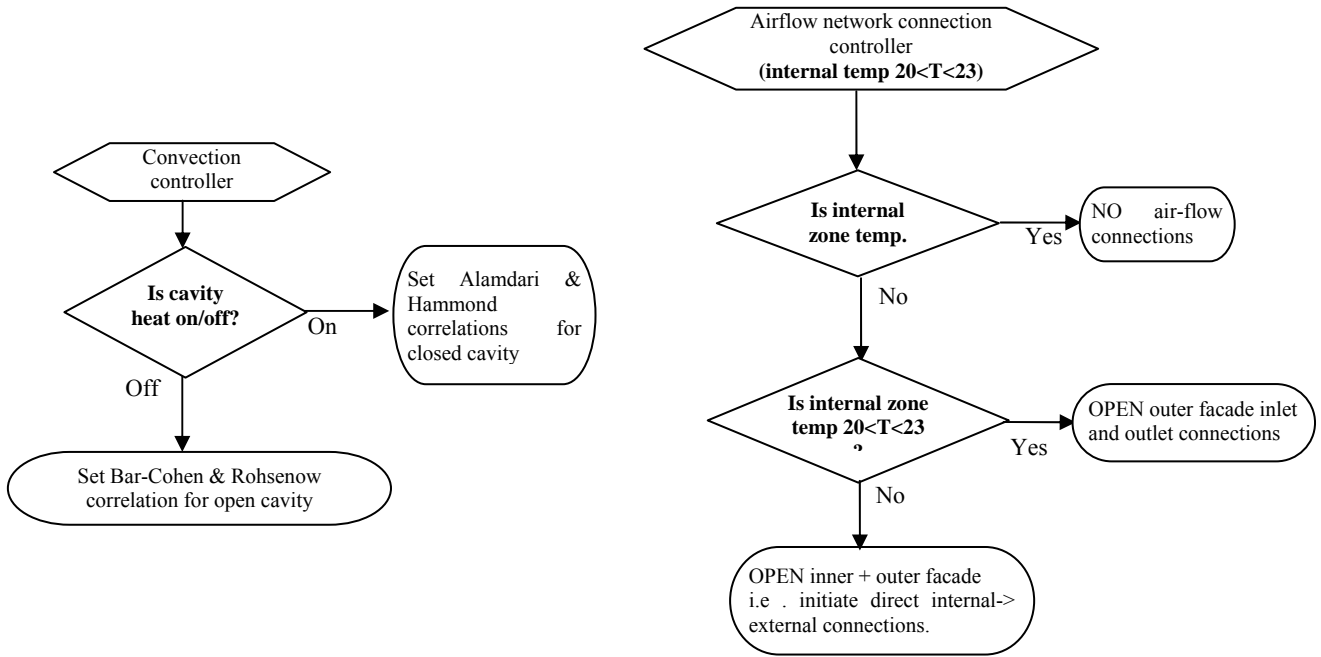 Convection
controller
Is cavity
heat on/off?
On
Set Alamdari &
Hammond
correlations for
closed cavity
Off
Set Bar-Cohen & Rohsenow
correlation for open cavity
Airflow network connection
controller
(internal temp 20<T<23)
Is internal
zone temp.
Yes
NO air-flow
connections
No
Is internal zone
temp 20<T<23
?
Yes
OPEN outer facade inlet
and outlet connections
No
OPEN inner + outer facade
i.e . initiate direct internal->
external connections.